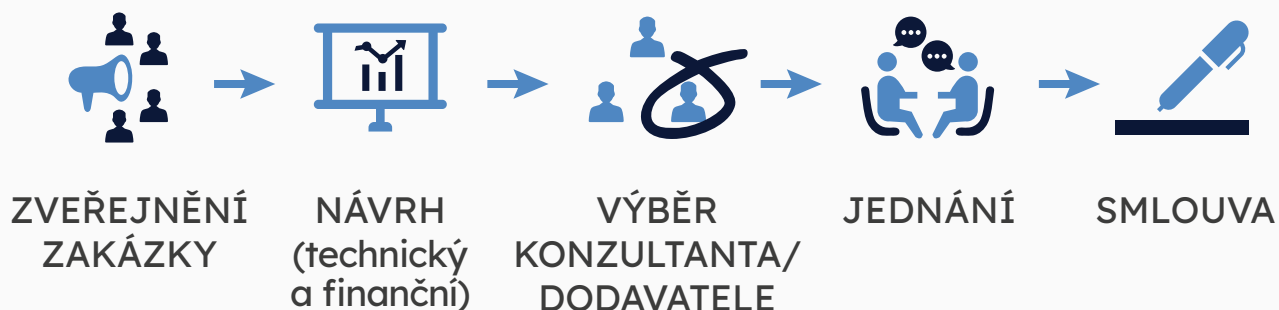 ZVEŘEJNĚNÍ
ZAKÁZKY
NÁVRH
(technický
a finanční)
VÝBĚR
KONZULTANTA/
DODAVATELE
JEDNÁNÍ
SMLOUVA